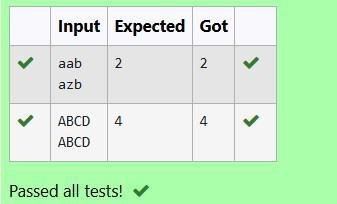 Input Expected Got
aab 2 2
azb
ABCD 4 4
ABCD
Passed all tests!